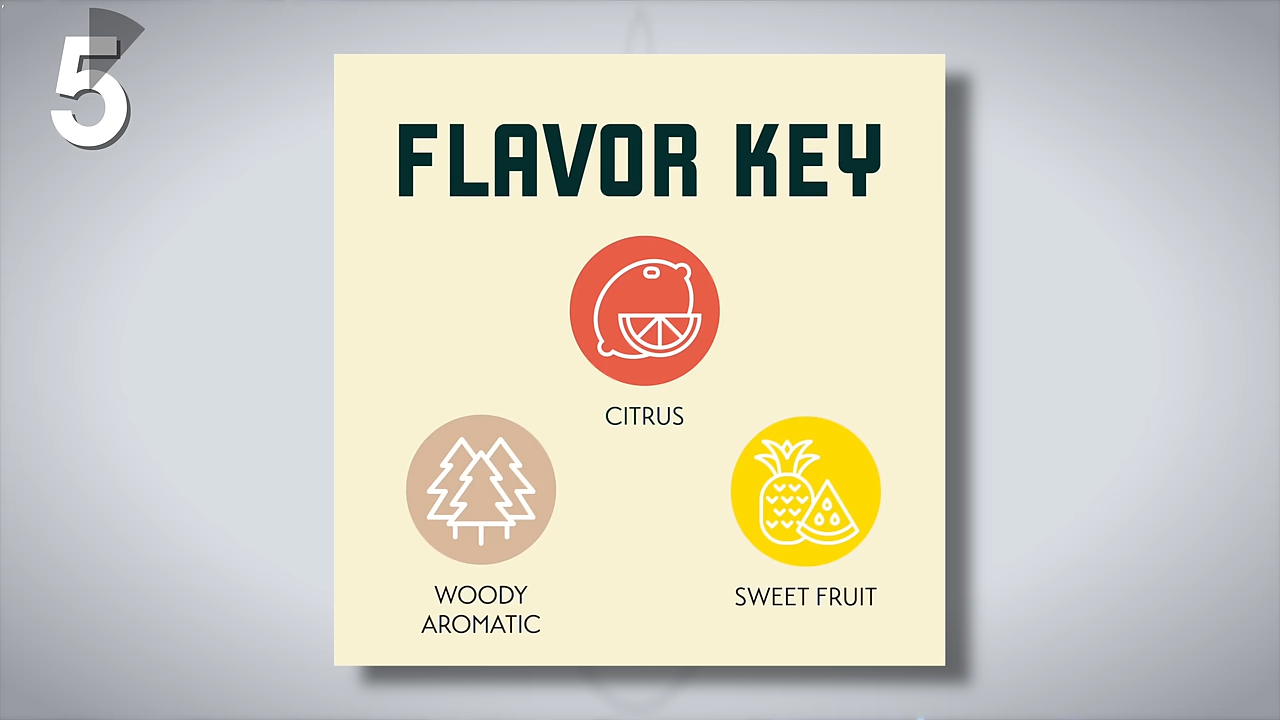 5
FLAVOR KEY
CITRUS
WOODY
AROMATIC
SWEET FRUIT